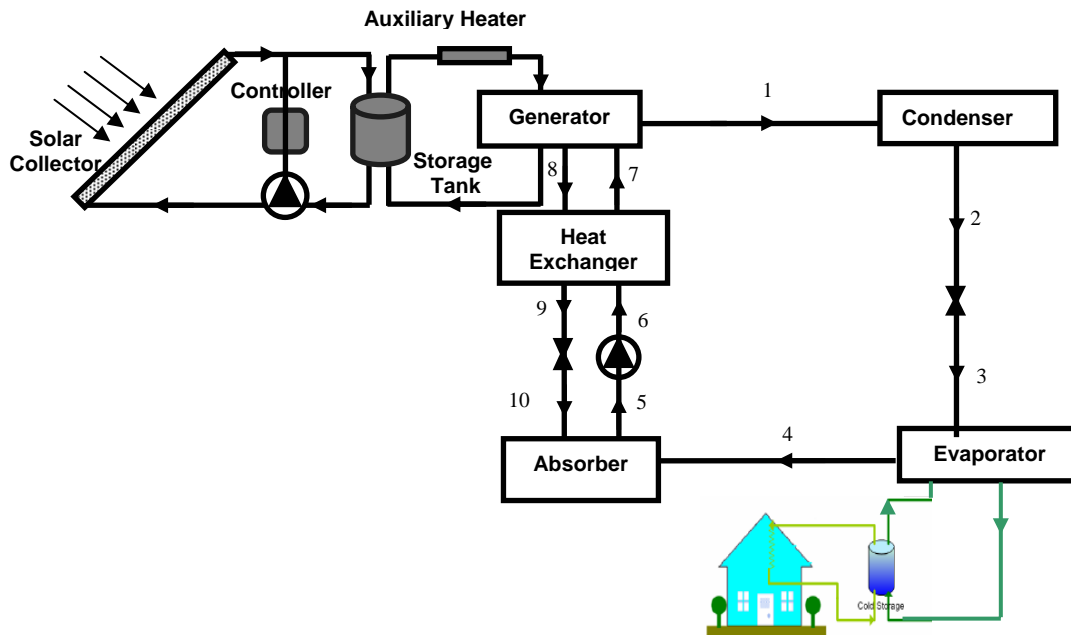 Auxiliary Heater
Controller
Solar
Collector
Storage
Tank
Generator
1
Condenser
8
7
2
Heat
Exchanger
9
6
3
10
5
4
Absorber
Evaporator
Cold Storage